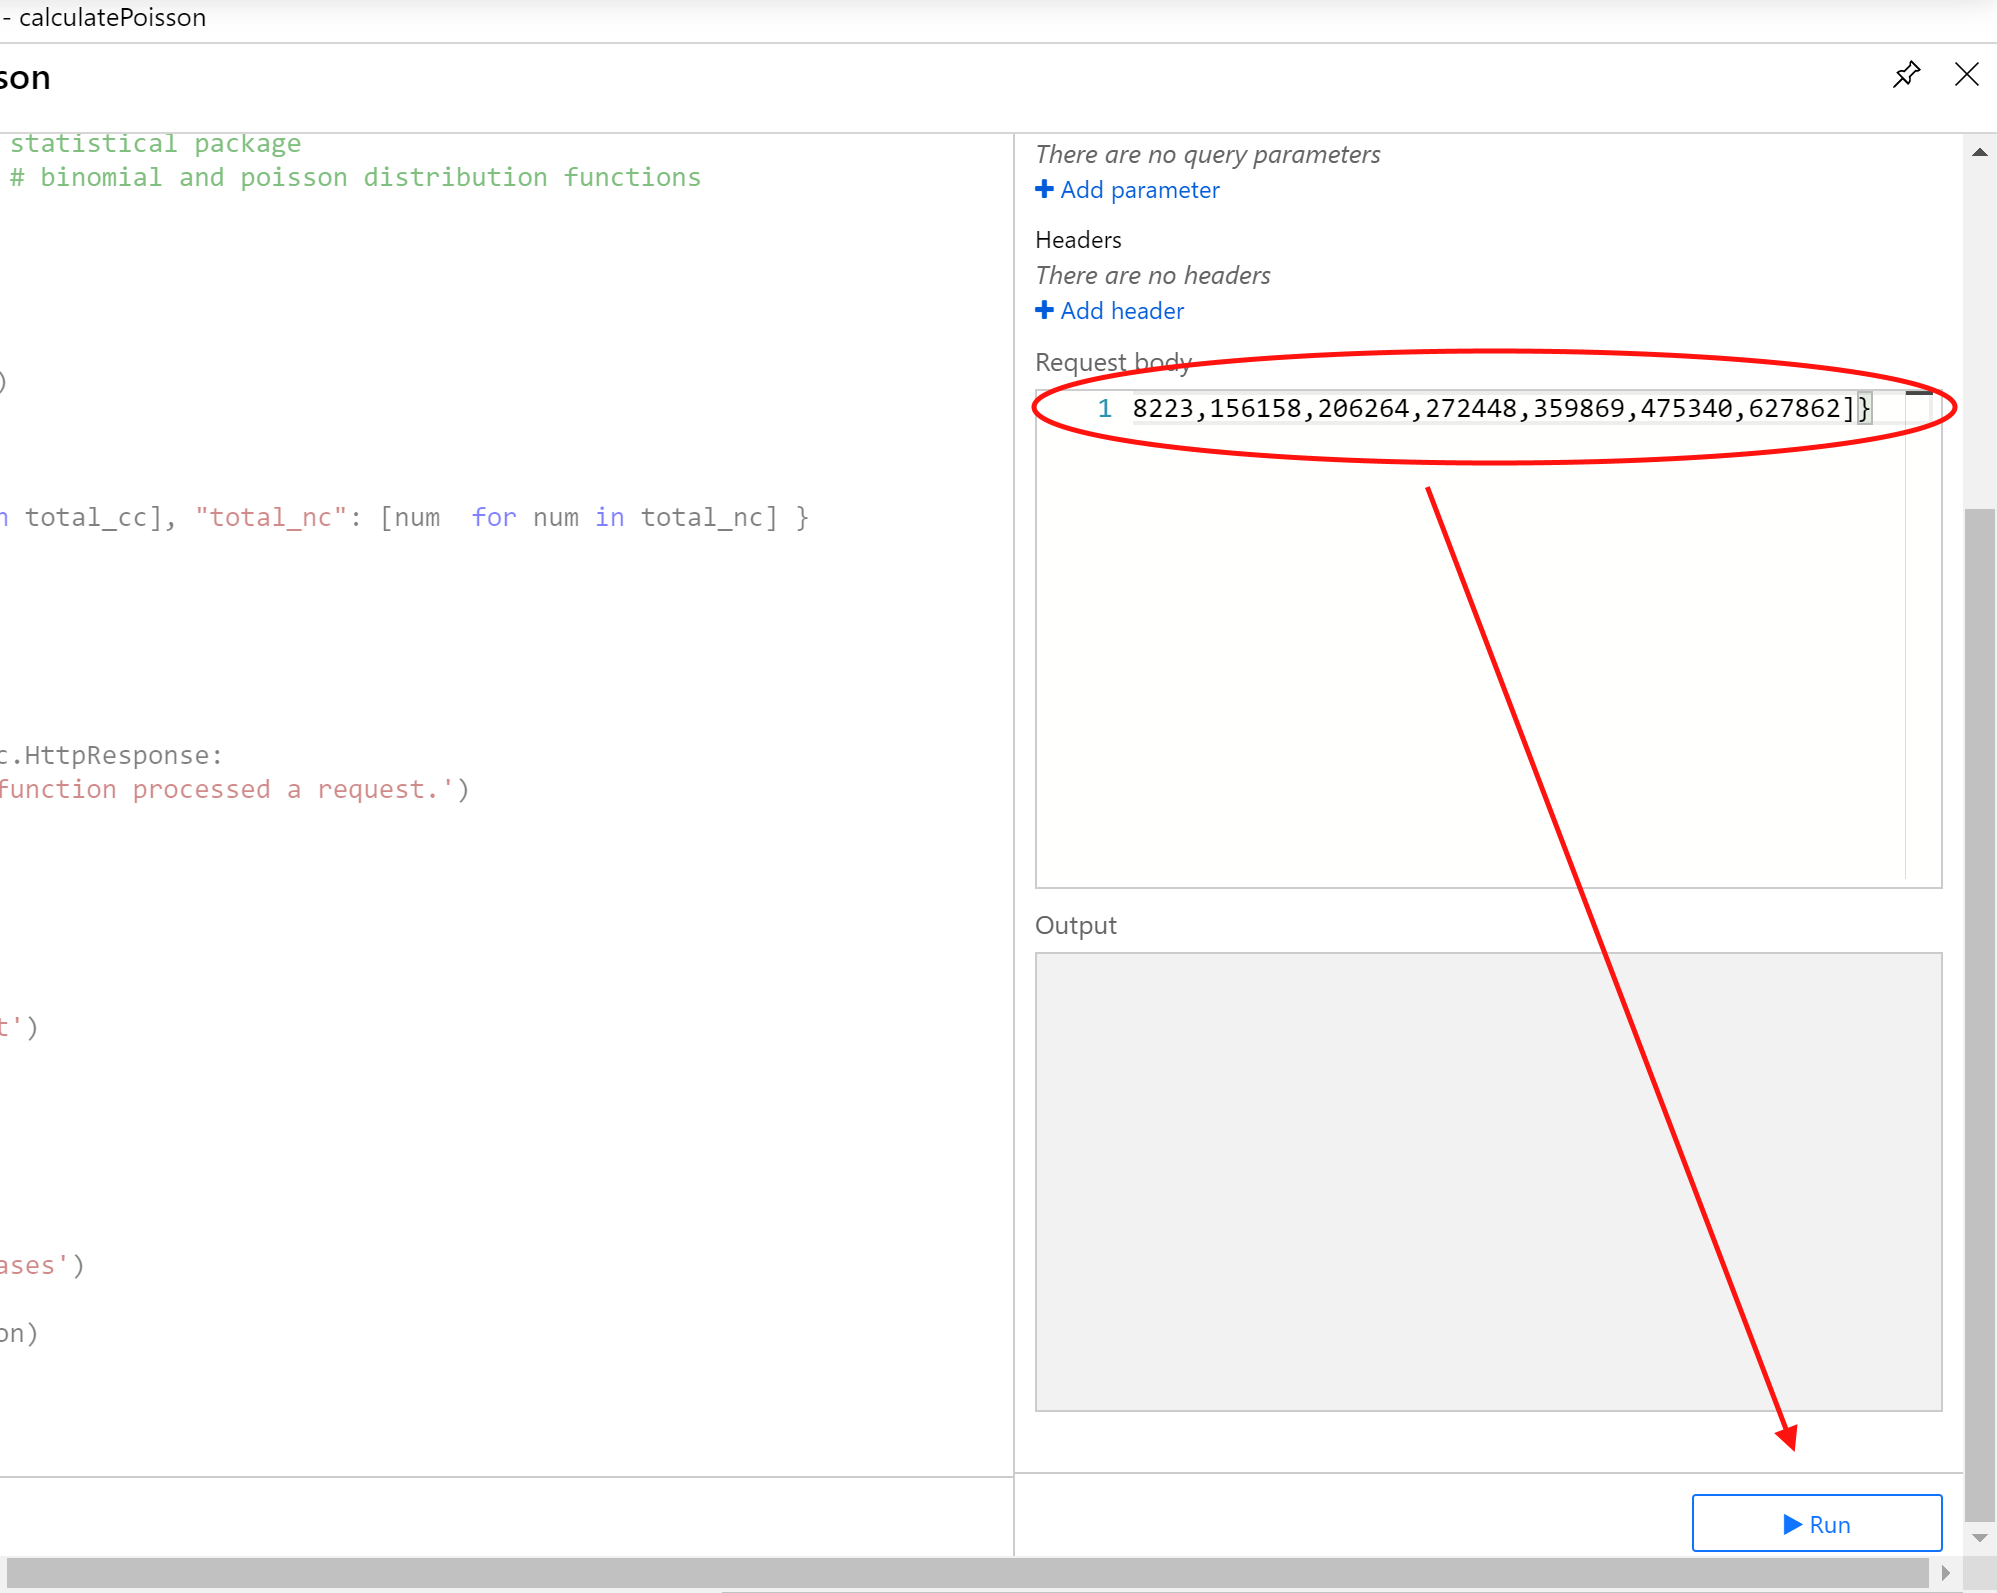 - calculatePoisson
son
statistical package
# binomial and poisson distribution functions
)
n total_cc], "total_nc": [num  for num in total_nc] }
c.HttpResponse:
function processed a request.')
t')
ases')
on)
There are no query parameters
Add parameter
Headers
There are no headers
Add header
Request body
1 8223,156158,206264,272448,359869,475340,627862]}
Output
Run